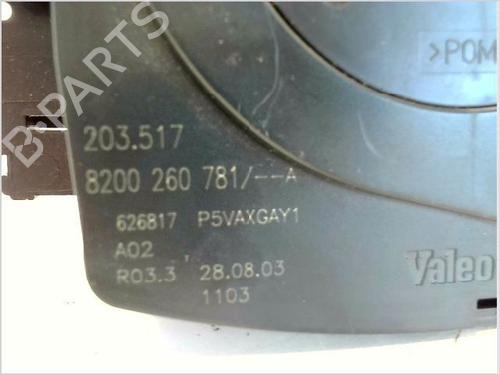 B-PARTS
>POM
203.517
8200 260 781/--A
626817 P5VAXGAY1
A02
R03.3 28.08.03
1103
Valeo